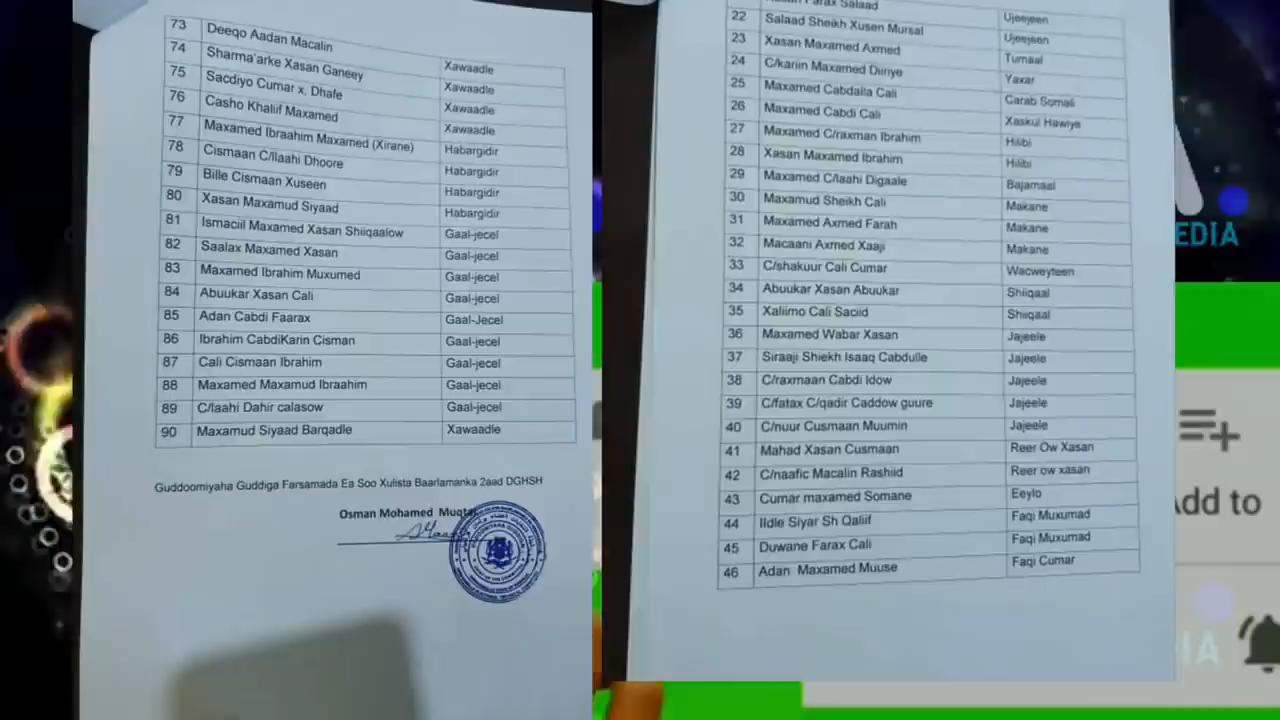 73 Deeqo Aadan Macalin Xawaadle
74 Sharma'arke Xasan Ganeey Xawaadle
75 Sacdiyo Cumar x. Dhafe Xawaadle
76 Casho Khaliif Maxamed Xawaadle
77 Maxamed Ibraahim Maxamed (Xirane) Habargidir
78 Cismaan C/llaahi Dhoore Habargidir
79 Bille Cismaan Xuseen Habargidir
80 Xasan Maxamud Siyaad Habargidir
81 Ismaciil Maxamed Xasan Shiiqaalow Gaal-jecel
82 Saalax Maxamed Xasan Gaal-jecel
83 Maxamed Ibrahim Muxumed Gaal-jecel
84 Abuukar Xasan Cali Gaal-jecel
85 Adan Cabdi Faarax Gaal-Jecel
86 Ibrahim CabdiKarin Cisman Gaal-jecel
87 Cali Cismaan Ibrahim Gaal-jecel
88 Maxamed Maxamud Ibraahim Gaal-jecel
89 C/laahi Dahir calasow Gaal-jecel
90 Maxamud Siyaad Barqadle Xawaadle
Guddoomiyaha Guddiga Farsamada Ea Soo Xulista Baarlamanka 2aad DGHSH
Osman Mohamed Muqtar
Farax Salaad Ujeejeen
22 Salaad Sheikh Xusen Mursal Ujeejeen
23 Xasan Maxamed Axmed Tumaal
24 C/kariin Maxamed Diiriye Yaxar
25 Maxamed Cabdalla Cali Carab Somali
26 Maxamed Cabdi Cali Xaskul Hawiye
27 Maxamed C/raxman Ibrahim Hilibi
28 Xasan Maxamed Ibrahim Hilibi
29 Maxamed C/laahi Digaale Bajamaal
30 Maxamud Sheikh Cali Makane
31 Maxamed Axmed Farah Makane
32 Macaani Axmed Xaaji Makane
33 C/shakuur Cali Cumar Wacweyteen
34 Abuukar Xasan Abuukar Shiiqaal
35 Xaliimo Cali Saciid Shiiqaal
36 Maxamed Wabar Xasan Jajeele
37 Siraaji Shiekh Isaaq Cabdulle Jajeele
38 C/raxmaan Cabdi Idow Jajeele
39 C/fatax C/qadir Caddow guure Jajeele
40 C/nuur Cusmaan Muumin Jajeele
41 Mahad Xasan Cusmaan Reer Ow Xasan
42 C/naafic Macalin Rashiid Reer ow xasan
43 Cumar maxamed Somane Eeylo
44 Ildle Siyar Sh Qaliif Faqi Muxumad
45 Duwane Farax Cali Faqi Muxumad
46 Adan Maxamed Muuse Faqi Cumar
EDIA
Add to
IA